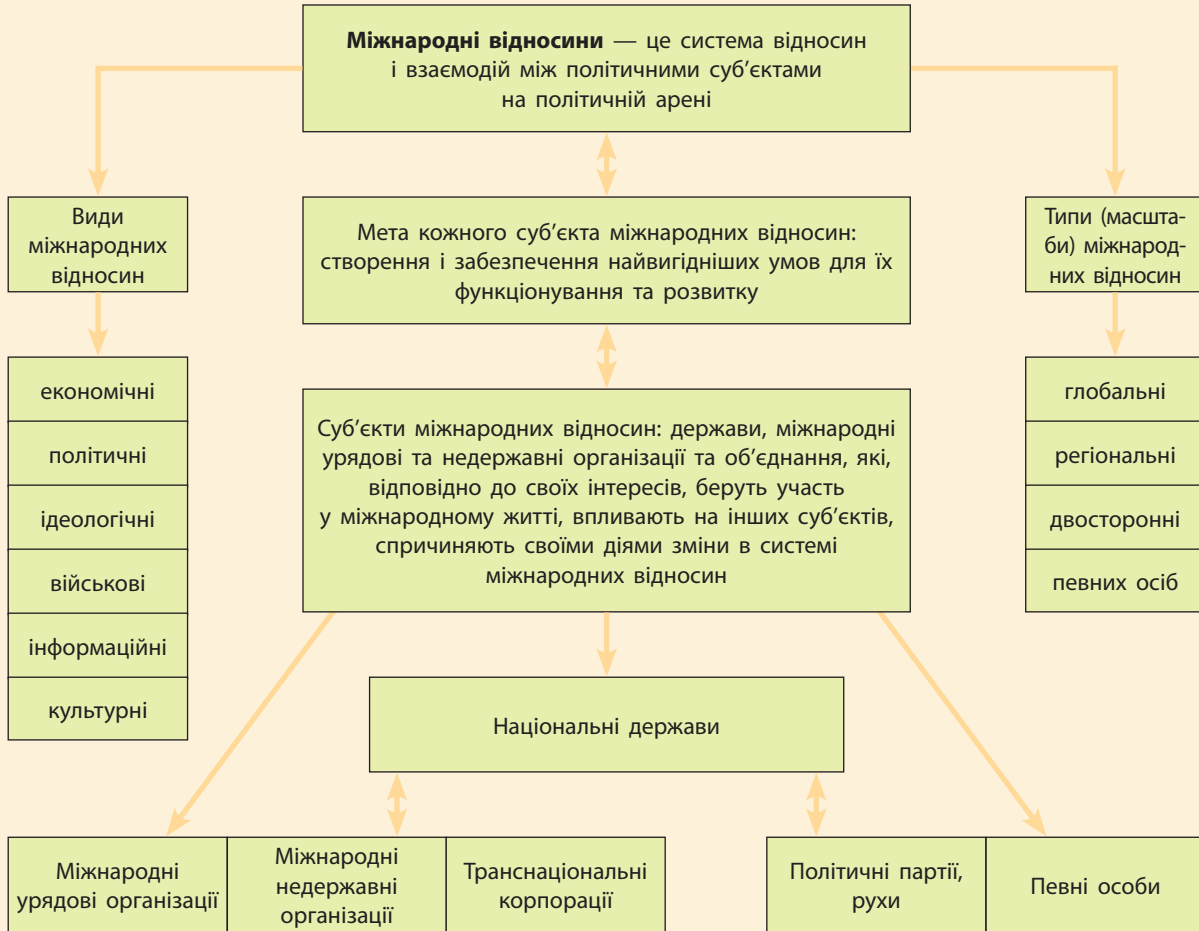 Міжнародні відносини — це система відносин
і взаємодій між політичними суб’єктами
на політичній арені
Види
міжнародних
відносин
Мета кожного суб’єкта міжнародних відносин:
створення і забезпечення найвигідніших умов для їх
функціонування та розвитку
Типи (масшта-
би) міжнарод-
них відносин
економічні
політичні
ідеологічні
військові
інформаційні
культурні
Суб’єкти міжнародних відносин: держави, міжнародні
урядові та недержавні організації та об’єднання, які,
відповідно до своїх інтересів, беруть участь
у міжнародному житті, впливають на інших суб’єктів,
спричиняють своїми діями зміни в системі
міжнародних відносин
глобальні
регіональні
двосторонні
певних осіб
Національні держави
Міжнародні
урядові організації
Міжнародні
недержавні
організації
Транснаціональні
корпорації
Політичні партії,
рухи
Певні особи